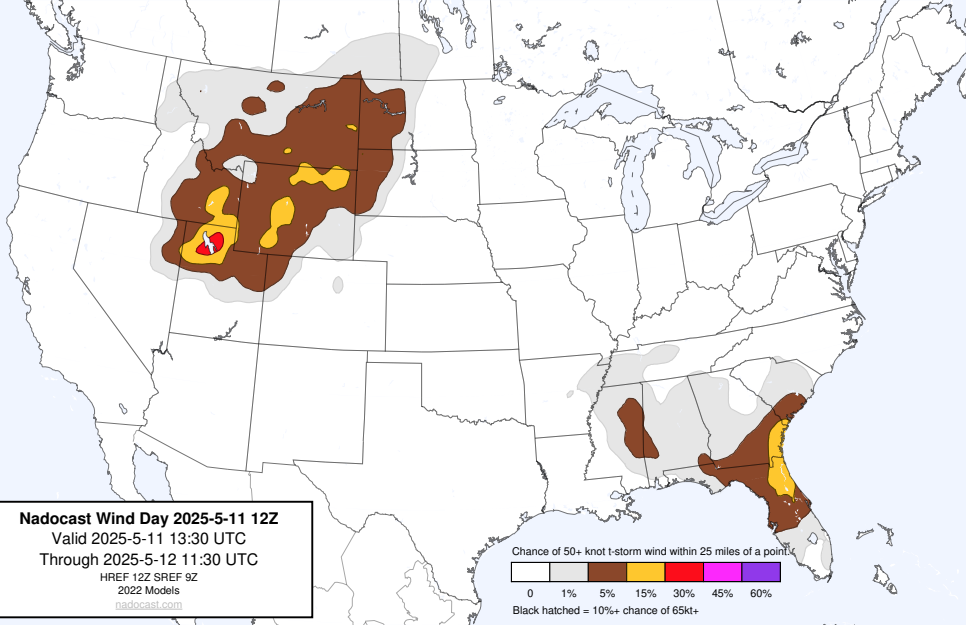 Nadocast Wind Day 2025-5-11 12Z
Valid 2025-5-11 13:30 UTC
Through 2025-5-12 11:30 UTC
HREF 12Z SREF 9Z
2022 Models
nadocast.com
Chance of 50+ knot t-storm wind within 25 miles of a point.
0 1% 5% 15% 30% 45% 60%
Black hatched = 10%+ chance of 65kt+